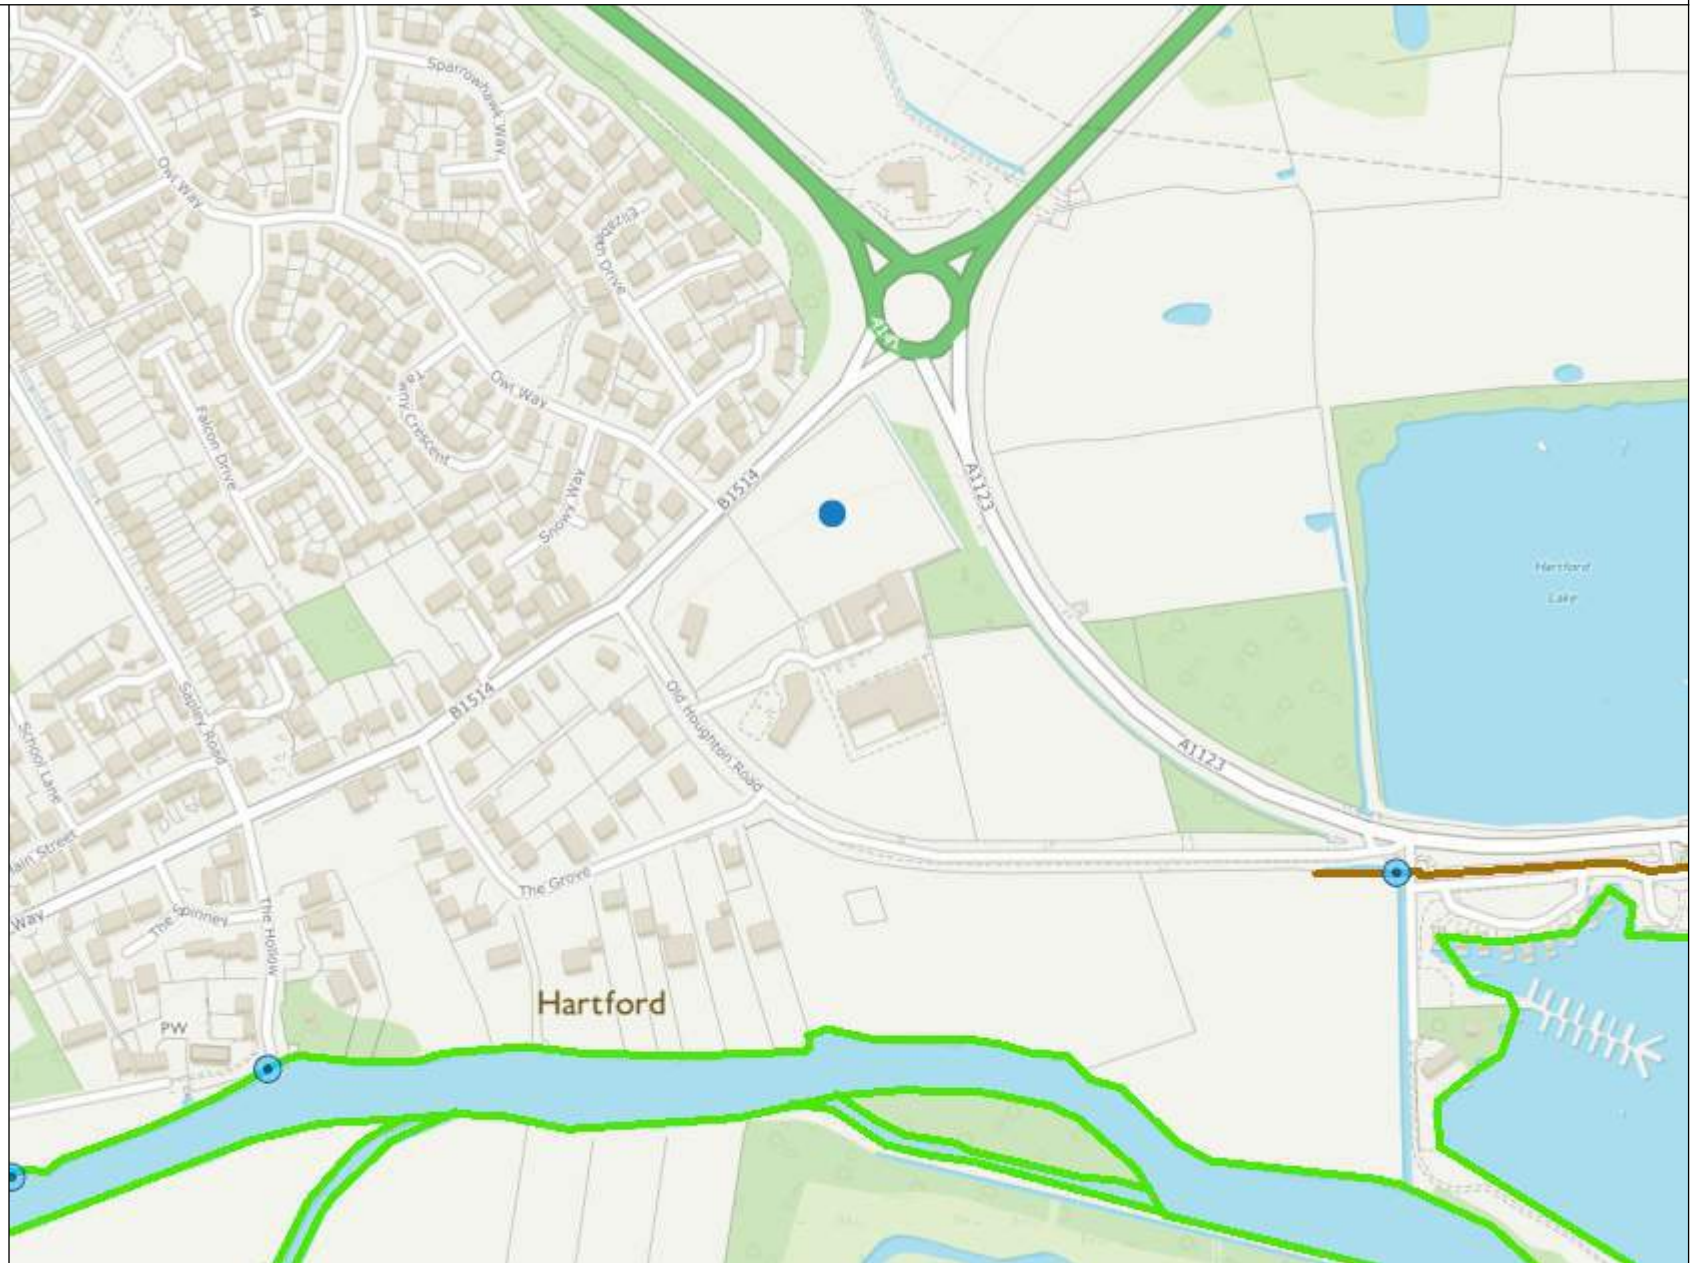 Sparrowhawk Way
Owl Way
Elizabeth Drive
A141
Owl Way
Tawny Crescent
Falcon Drive
Snowy Way
B1514
A1123
Hartford
Lake
Sapley Road
B1514
Old Houghton Road
School Lane
A1123
Main Street
The Grove
Way
The Spinney
The Hollow
Hartford
PW